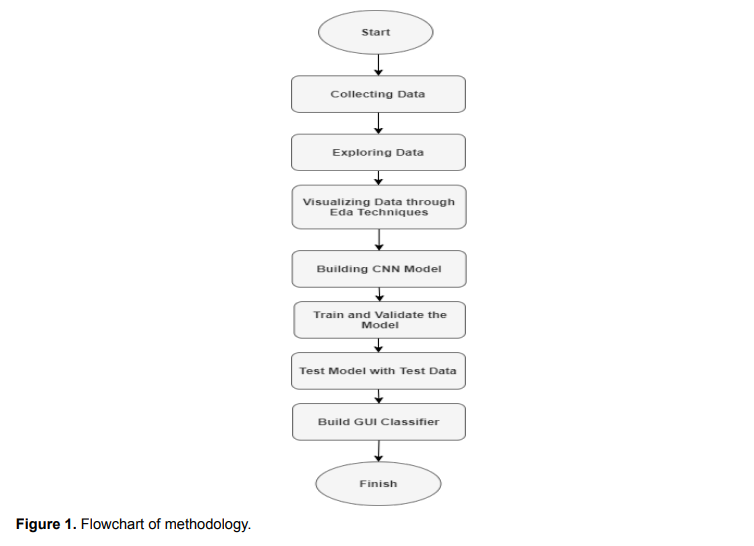 Start
Collecting Data
Exploring Data
Visualizing Data through
Eda Techniques
Building CNN Model
Train and Validate the
Model
Test Model with Test Data
Build GUI Classifier
Finish
Figure 1. Flowchart of methodology.